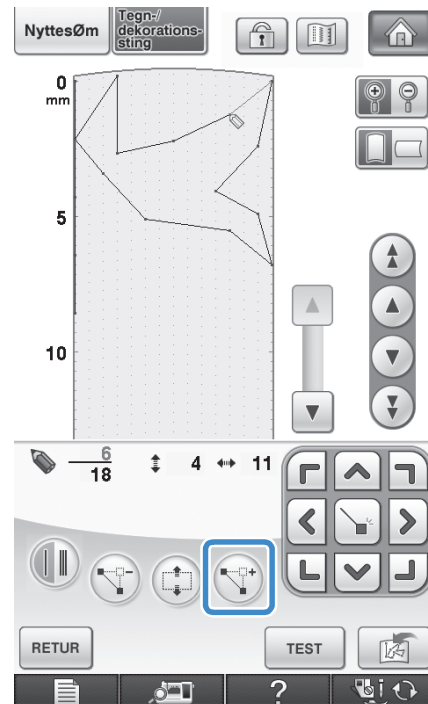 NyttesØm
Tegn-/
dekorations-
sting
0
mm
5
10
6
18
4
11
RETUR
TEST
?